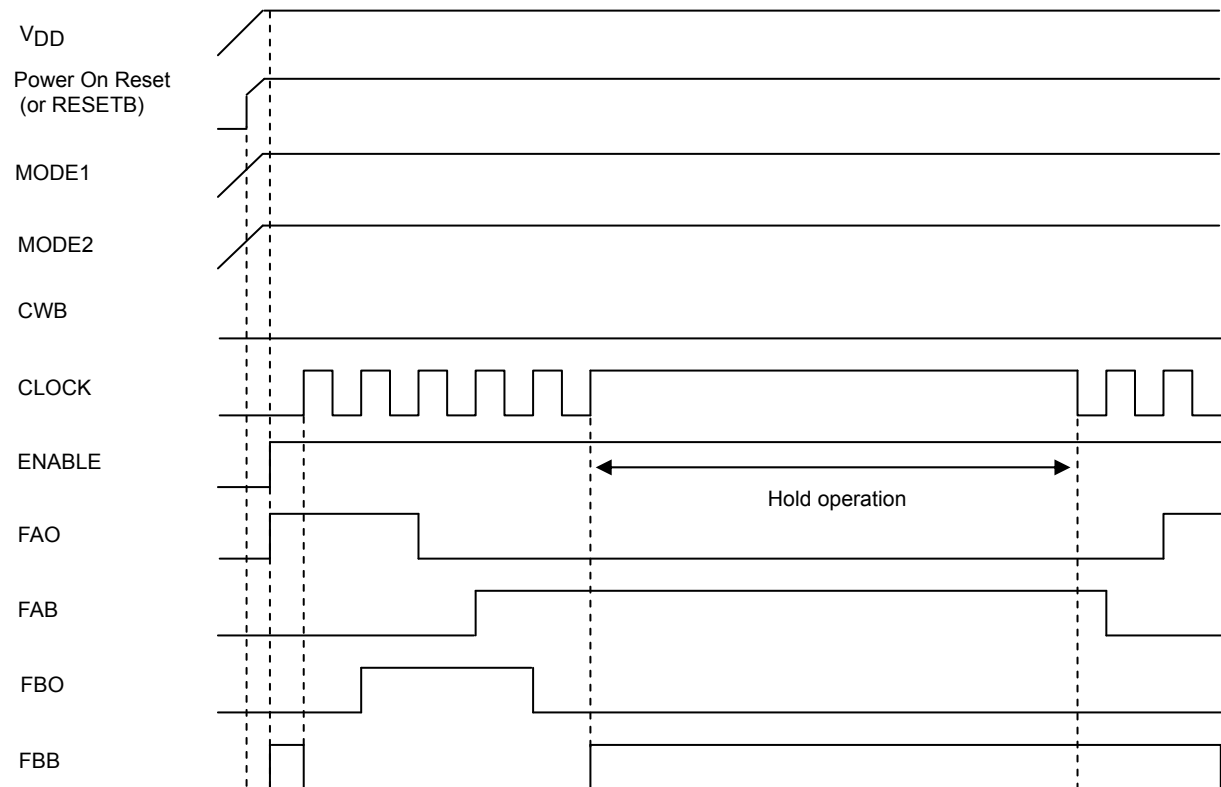 VDD
Power On Reset
(or RESETB)
MODE1
MODE2
CWB
CLOCK
ENABLE
Hold operation
FAO
FAB
FBO
FBB